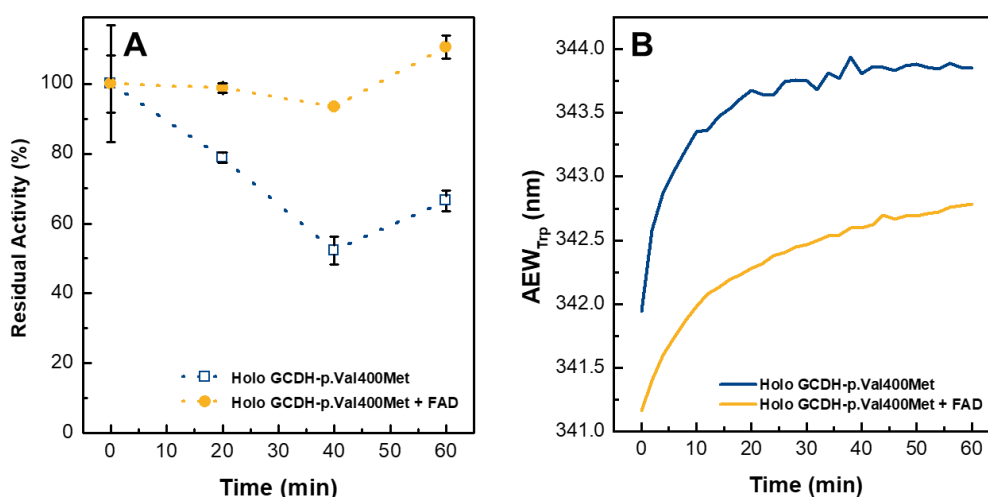 A
Residual Activity (%)
100
80
60
40
20
0
Holo GCDH-p.Val400Met
Holo GCDH-p.Val400Met + FAD
0 10 20 30 40 50 60
Time (min)
B
AEW_Trp (nm)
344.0
343.5
343.0
342.5
342.0
341.5
341.0
Holo GCDH-p.Val400Met
Holo GCDH-p.Val400Met + FAD
0 10 20 30 40 50 60
Time (min)